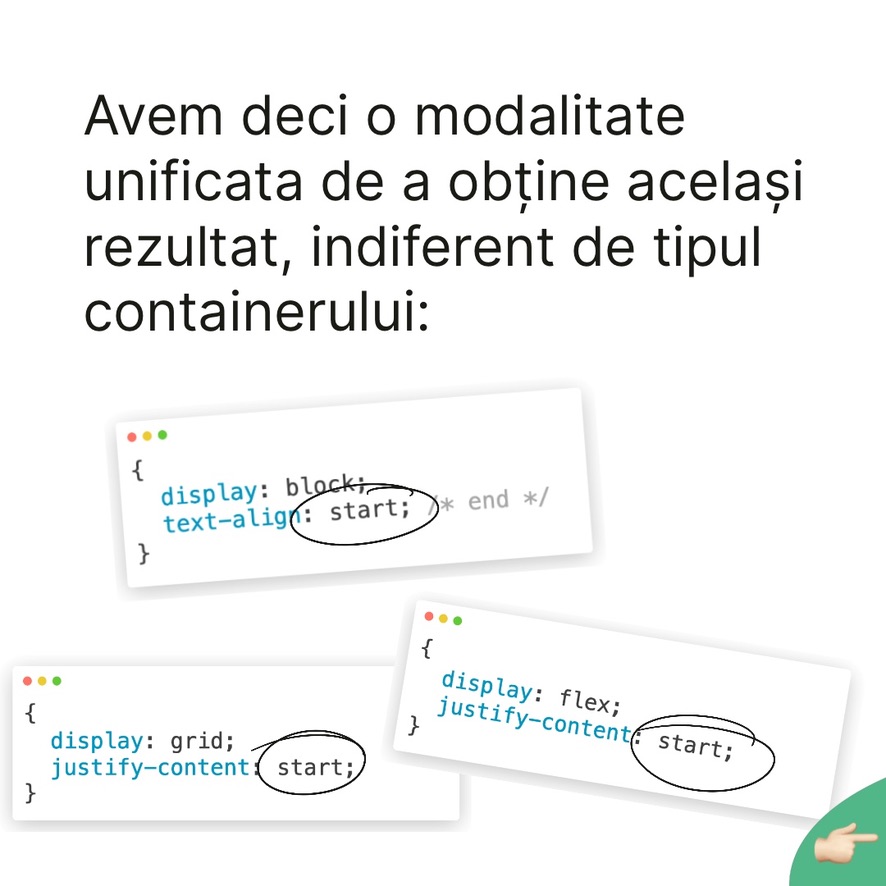 Avem deci o modalitate
unificata de a obține același
rezultat, indiferent de tipul
containerului:
{
display: block;
text-align: start; /* end */
}
{
display: grid;
justify-content: start;
}
{
display: flex;
justify-content: start;
}